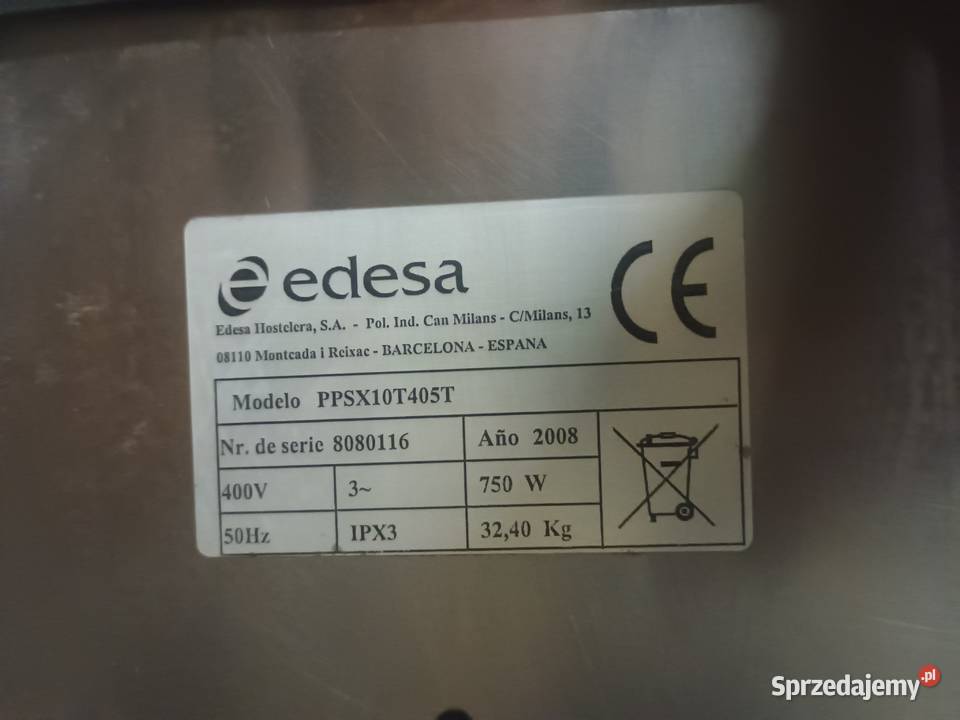 edesa
Edesa Hostelera, S.A. - Pol. Ind. Can Milans - C/Milans, 13
08110 Montcada i Reixac - BARCELONA - ESPANA
CE
Modelo PPSX10T405T
Nr. de serie 8080116 Año 2008
400V 3~ 750 W
50Hz IPX3 32,40 Kg
Sprzedajemy.pl